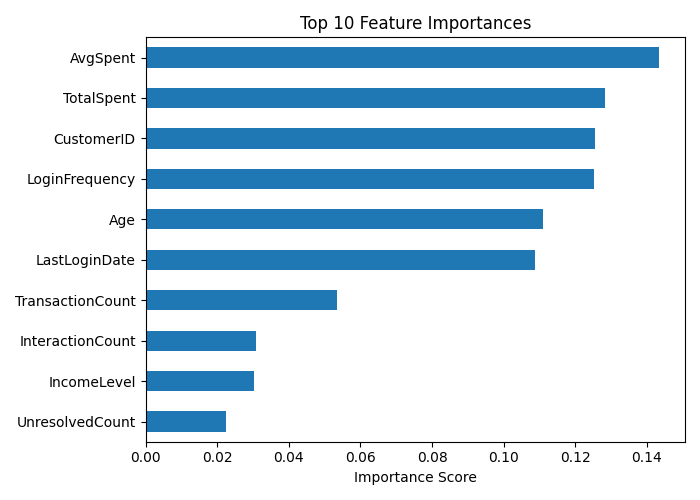 Top 10 Feature Importances
AvgSpent
TotalSpent
CustomerID
LoginFrequency
Age
LastLoginDate
TransactionCount
InteractionCount
IncomeLevel
UnresolvedCount
0.00 0.02 0.04 0.06 0.08 0.10 0.12 0.14
Importance Score